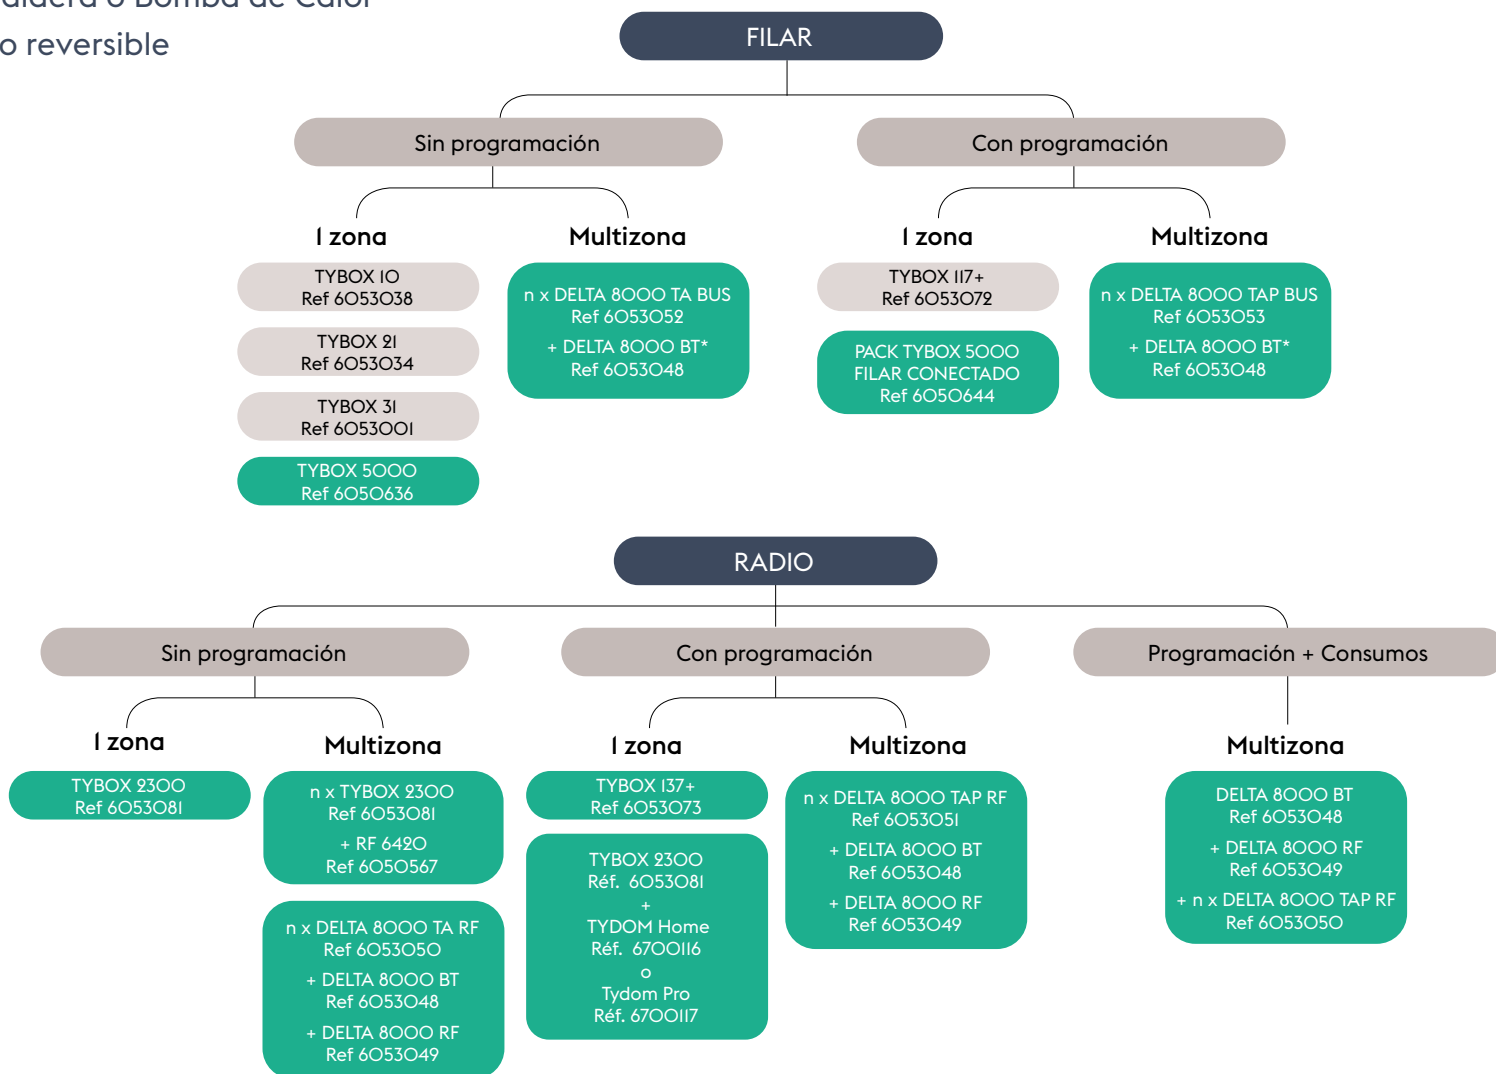 aldera o Bomba de Calor
o reversible
FILAR
Sin programación
Con programación
1 zona
Multizona
1 zona
Multizona
TYBOX 10
Ref 6053038
TYBOX 21
Ref 6053034
TYBOX 31
Ref 6053001
TYBOX 5000
Ref 6050636
n x DELTA 8000 TA BUS
Ref 6053052
+ DELTA 8000 BT*
Ref 6053048
TYBOX 117+
Ref 6053072
PACK TYBOX 5000
FILAR CONECTADO
Ref 6050644
n x DELTA 8000 TAP BUS
Ref 6053053
+ DELTA 8000 BT*
Ref 6053048
RADIO
Sin programación
Con programación
Programación + Consumos
1 zona
Multizona
1 zona
Multizona
Multizona
TYBOX 2300
Ref 6053081
n x TYBOX 2300
Ref 6053081
+ RF 6420
Ref 6050567
n x DELTA 8000 TA RF
Ref 6053050
+ DELTA 8000 BT
Ref 6053048
+ DELTA 8000 RF
Ref 6053049
TYBOX 137+
Ref 6053073
TYBOX 2300
Réf. 6053081
+
TYDOM Home
Réf. 6700116
o
Tydom Pro
Réf. 6700117
n x DELTA 8000 TAP RF
Ref 6053051
+ DELTA 8000 BT
Ref 6053048
+ DELTA 8000 RF
Ref 6053049
DELTA 8000 BT
Ref 6053048
+ DELTA 8000 RF
Ref 6053049
+ n x DELTA 8000 TAP RF
Ref 6053050